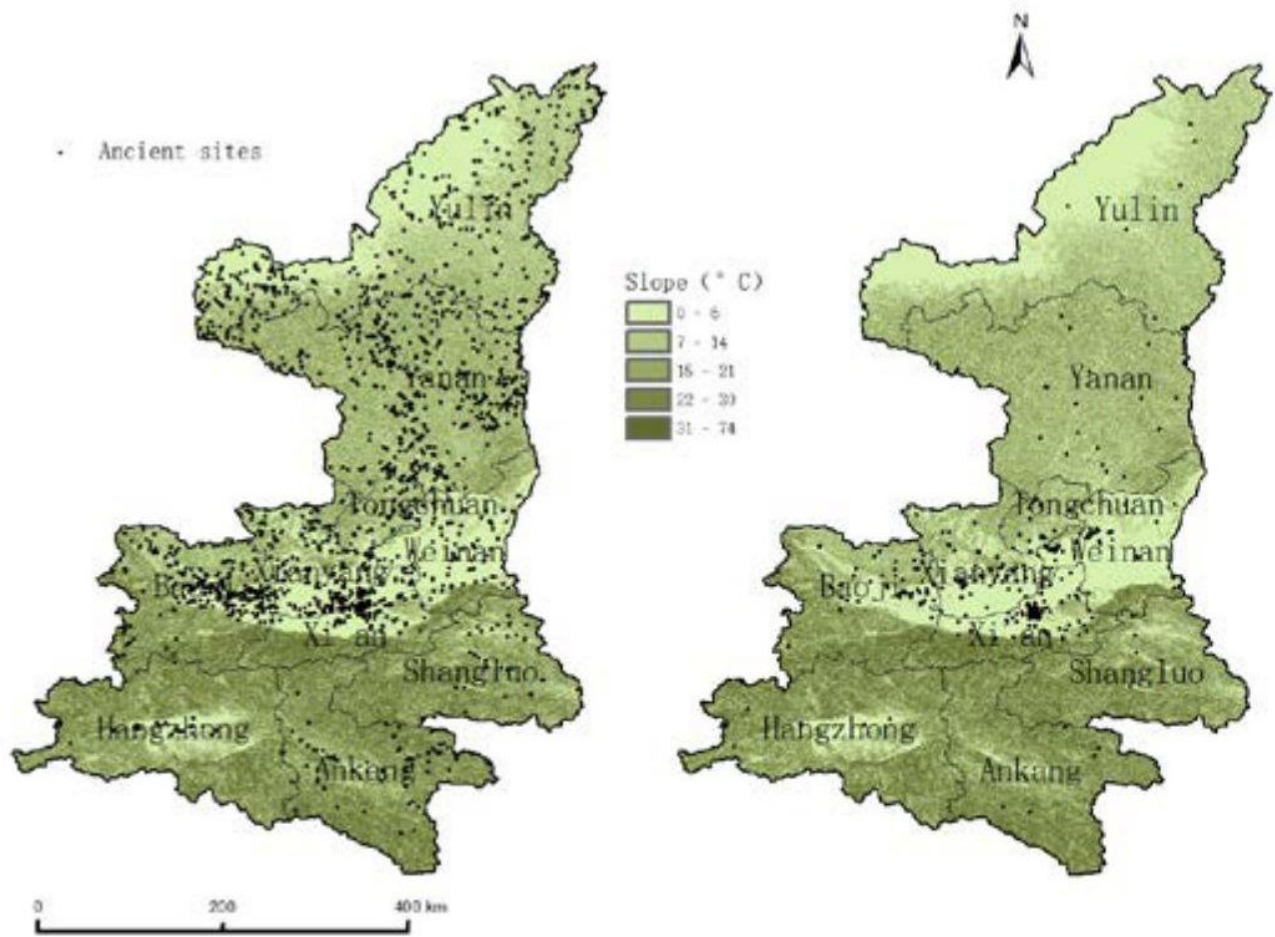 N
Ancient sites
Yulin
Yulin
Slope (° C)
0 - 6
7 - 14
15 - 21
22 - 30
31 - 74
Yanan
Yanan
Tongchuan
Tongchuan
Weinan
Weinan
Xianyang
Xianyang
Baoji
Baoji
Xi an
Xi an
Shangluo
Shangluo
Hangzhong
Hangzhong
Ankang
Ankang
0 200 400 km